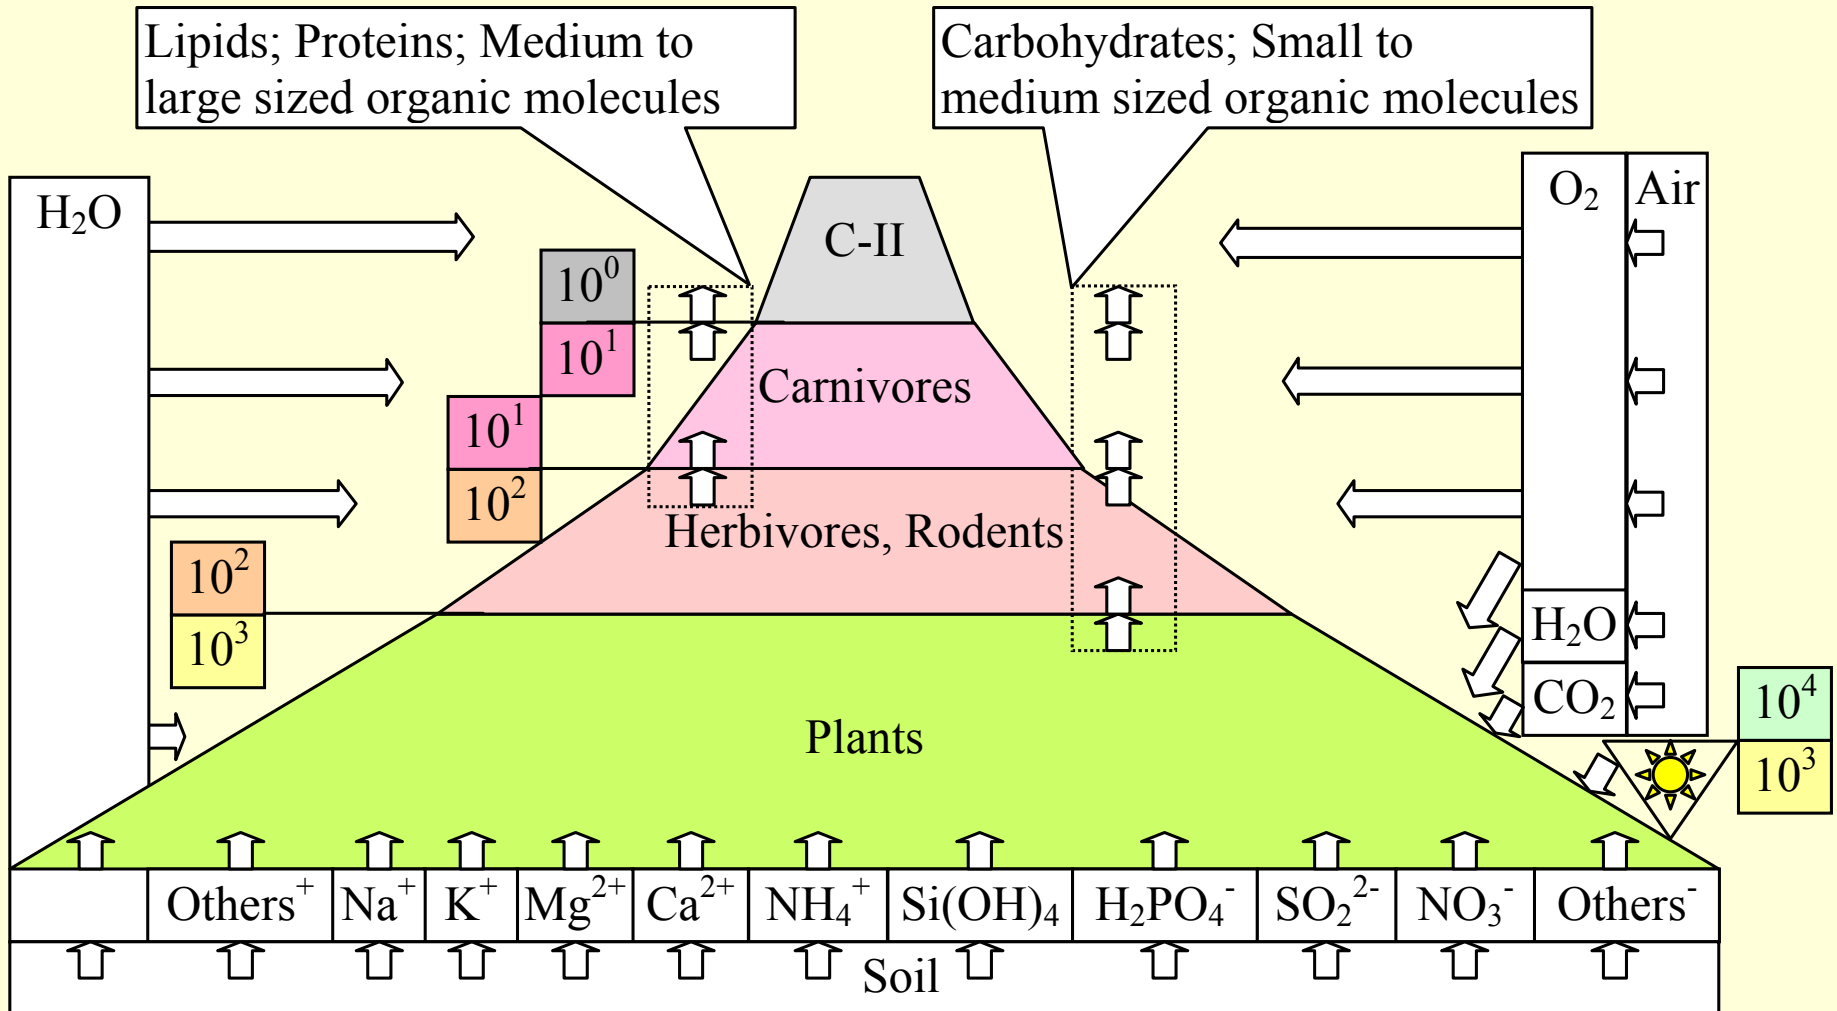 Lipids; Proteins; Medium to
large sized organic molecules
Carbohydrates; Small to
medium sized organic molecules
H₂O
O₂
Air
C-II
10⁰
10¹
Carnivores
10¹
10²
Herbivores, Rodents
10²
10³
H₂O
CO₂
Plants
10⁴
10³
Others⁺ Na⁺ K⁺ Mg²⁺ Ca²⁺ NH₄⁺ Si(OH)₄ H₂PO₄⁻ SO₂²⁻ NO₃⁻ Others⁻
Soil